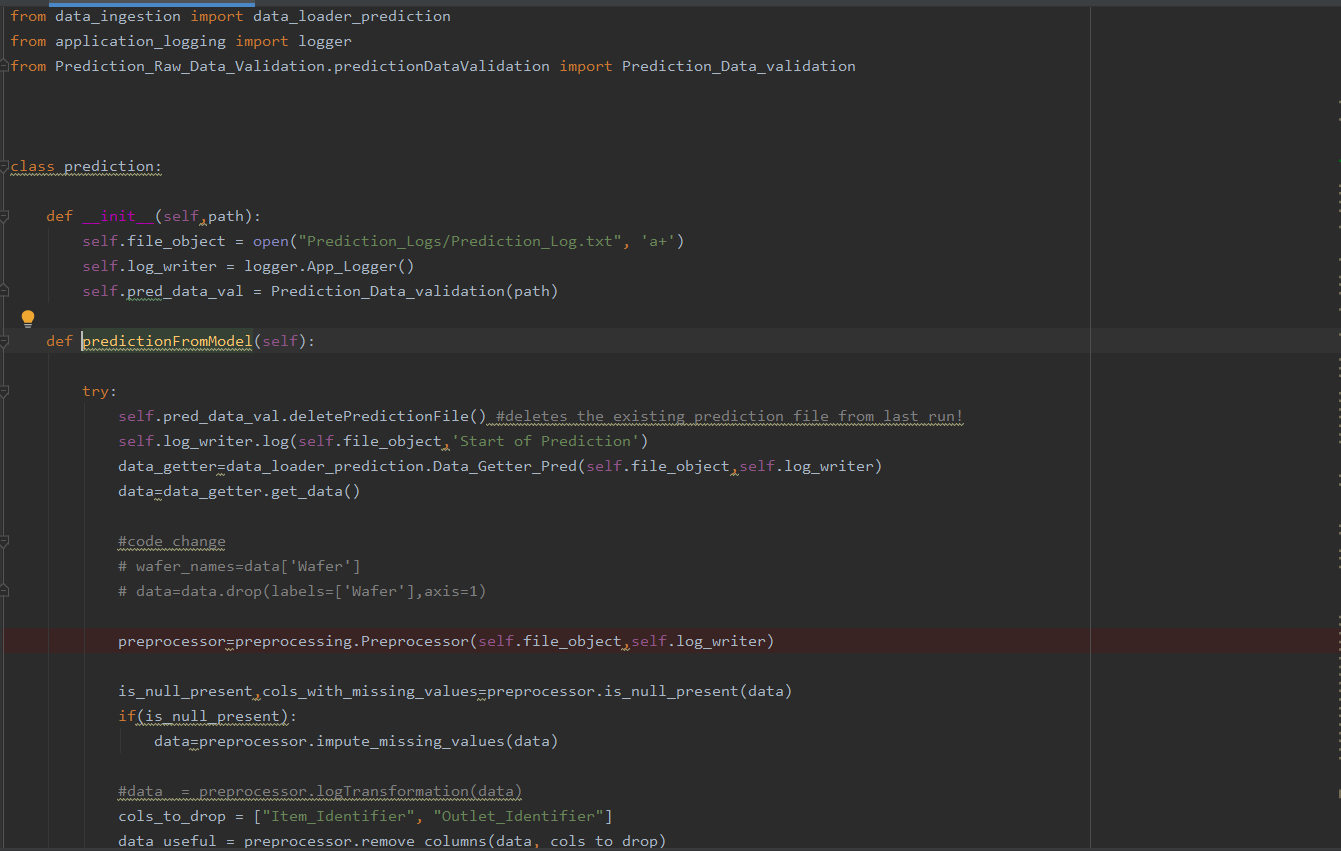 from data_ingestion import data_loader_prediction
from application_logging import logger
from Prediction_Raw_Data_Validation.predictionDataValidation import Prediction_Data_validation
class prediction:
def __init__(self,path):
self.file_object = open("Prediction_Logs/Prediction_Log.txt", 'a+')
self.log_writer = logger.App_Logger()
self.pred_data_val = Prediction_Data_validation(path)
def predictionFromModel(self):
try:
self.pred_data_val.deletePredictionFile() #deletes the existing prediction file from last run!
self.log_writer.log(self.file_object,'Start of Prediction')
data_getter=data_loader_prediction.Data_Getter_Pred(self.file_object,self.log_writer)
data=data_getter.get_data()
#code change
# wafer_names=data['Wafer']
# data=data.drop(labels=['Wafer'],axis=1)
preprocessor=preprocessing.Preprocessor(self.file_object,self.log_writer)
is_null_present,cols_with_missing_values=preprocessor.is_null_present(data)
if(is_null_present):
data=preprocessor.impute_missing_values(data)
#data  = preprocessor.logTransformation(data)
cols_to_drop = ["Item_Identifier", "Outlet_Identifier"]
data_useful = preprocessor.remove_columns(data, cols_to_drop)